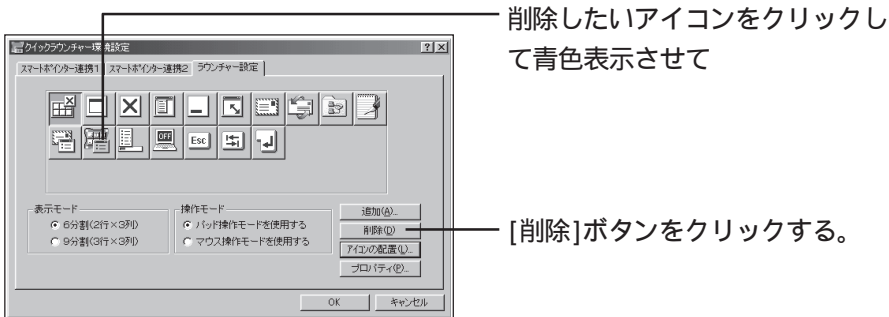 削除したいアイコンをクリックし
て青色表示させて
クイックラウンチャー環境設定
スマートポインター連携1 スマートポインター連携2 ラウンチャー設定
OFF Esc
表示モード
6分割(2行×3列)
9分割(3行×3列)
操作モード
パッド操作モードを使用する
マウス操作モードを使用する
追加(A)...
削除(D)
アイコンの配置(L)...
プロパティ(P)...
[削除]ボタンをクリックする。
OK キャンセル